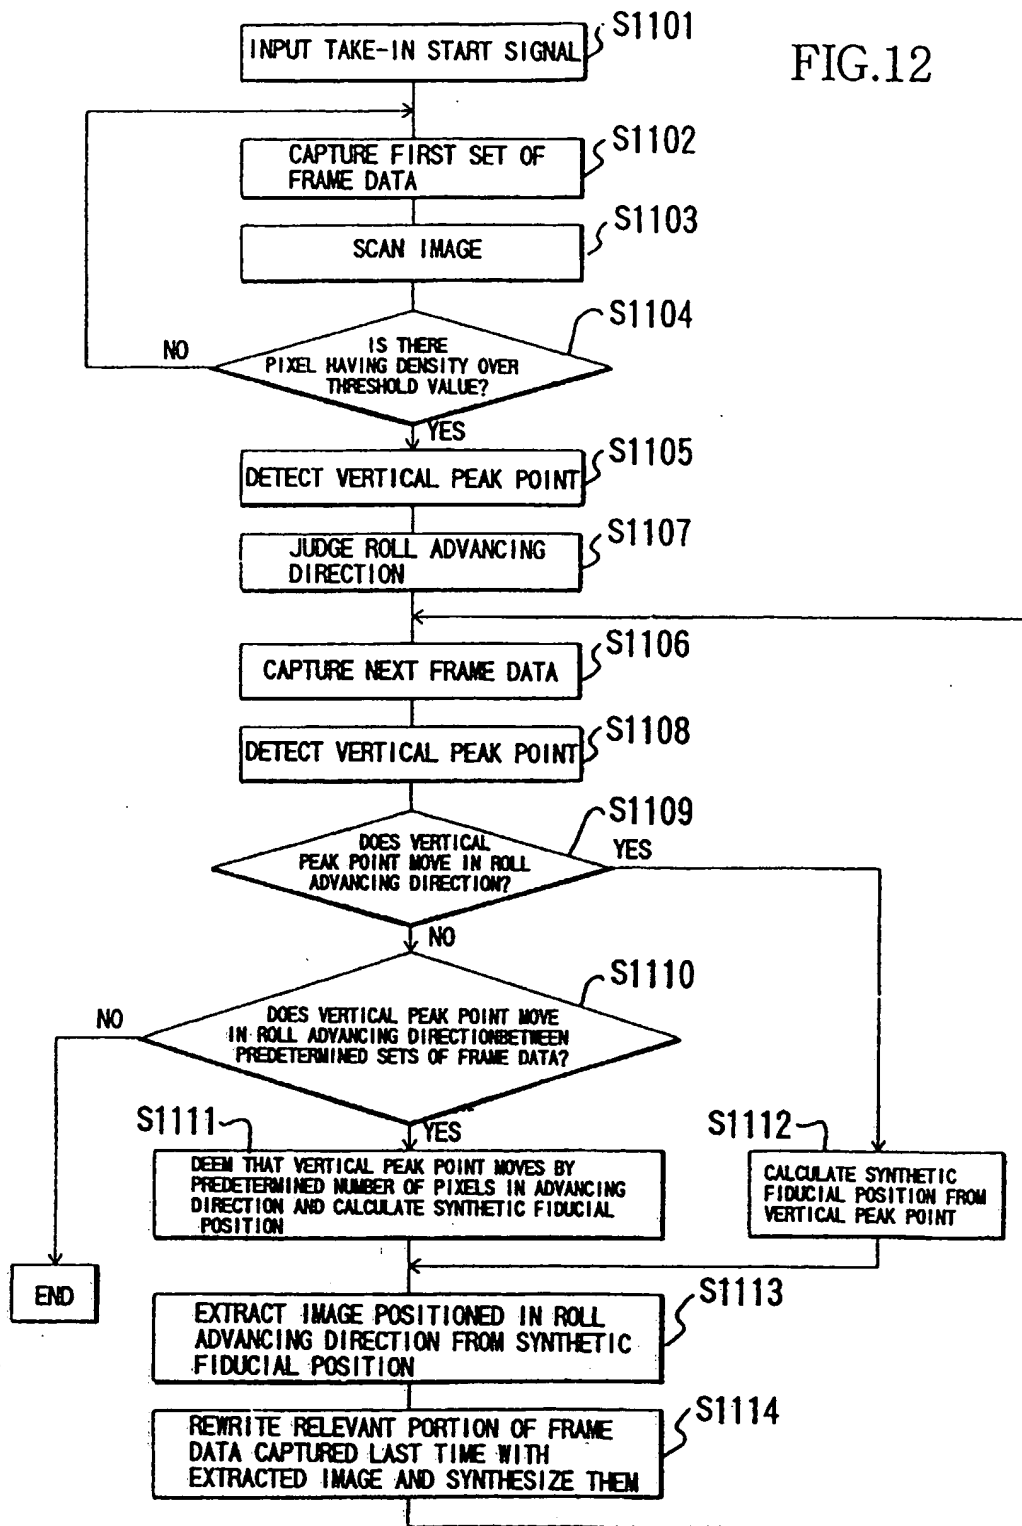 FIG.12
S1101
INPUT TAKE-IN START SIGNAL
S1102
CAPTURE FIRST SET OF
FRAME DATA
S1103
SCAN IMAGE
S1104
IS THERE
PIXEL HAVING DENSITY OVER
THRESHOLD VALUE?
NO
YES
S1105
DETECT VERTICAL PEAK POINT
S1107
JUDGE ROLL ADVANCING
DIRECTION
S1106
CAPTURE NEXT FRAME DATA
S1108
DETECT VERTICAL PEAK POINT
S1109
DOES VERTICAL
PEAK POINT MOVE IN ROLL
ADVANCING DIRECTION?
YES
NO
S1110
DOES VERTICAL PEAK POINT MOVE
IN ROLL ADVANCING DIRECTIONBETWEEN
PREDETERMINED SETS OF FRAME DATA?
NO
YES
S1111
DEEM THAT VERTICAL PEAK POINT MOVES BY
PREDETERMINED NUMBER OF PIXELS IN ADVANCING
DIRECTION AND CALCULATE SYNTHETIC FIDUCIAL
POSITION
S1112
CALCULATE SYNTHETIC
FIDUCIAL POSITION FROM
VERTICAL PEAK POINT
END
S1113
EXTRACT IMAGE POSITIONED IN ROLL
ADVANCING DIRECTION FROM SYNTHETIC
FIDUCIAL POSITION
S1114
REWRITE RELEVANT PORTION OF FRAME
DATA CAPTURED LAST TIME WITH
EXTRACTED IMAGE AND SYNTHESIZE THEM